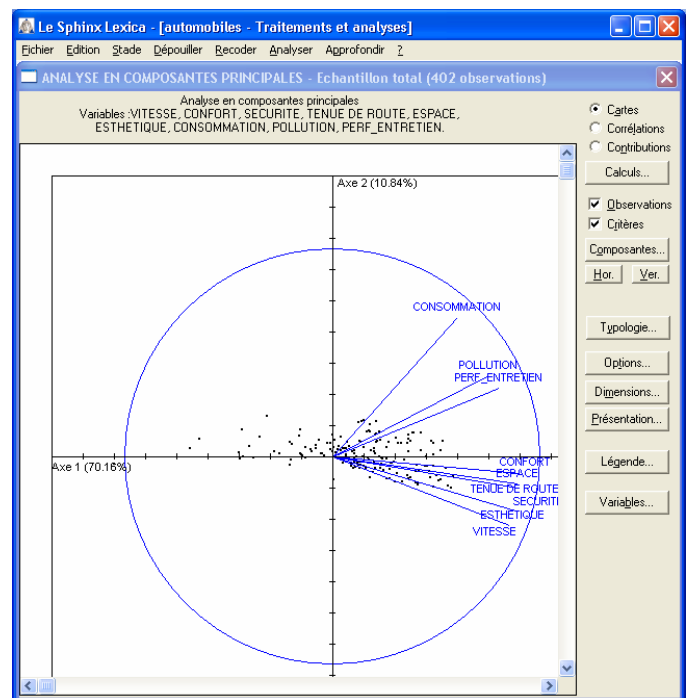 Le Sphinx Lexica - [automobiles - Traitements et analyses]
Fichier Edition Stade Dépouiller Recoder Analyser Approfondir ?
ANALYSE EN COMPOSANTES PRINCIPALES - Echantillon total (402 observations)
Analyse en composantes principales
Variables :VITESSE, CONFORT, SECURITE, TENUE DE ROUTE, ESPACE,
ESTHETIQUE, CONSOMMATION, POLLUTION, PERF_ENTRETIEN.
Cartes
Corrélations
Contributions
Calculs...
Observations
Critères
Composantes...
Hor. Ver.
Typologie...
Options...
Dimensions...
Présentation...
Légende...
Variables...
Axe 2 (10.84%)
CONSOMMATION
POLLUTION
PERF_ENTRETIEN
Axe 1 (70.16%)
CONFORT
ESPACE
TENUE DE ROUTE
SECURIT
ESTHETIQUE
VITESSE